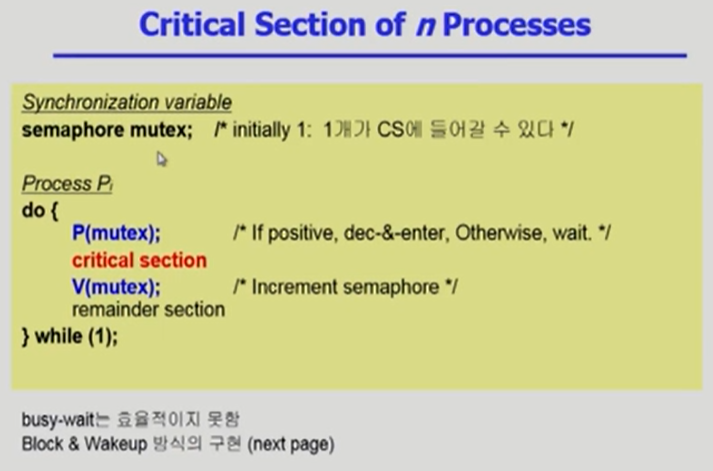 Critical Section of n Processes
Synchronization variable
semaphore mutex; /* initially 1: 1개가 CS에 들어갈 수 있다 */
Process Pi
do {
P(mutex); /* If positive, dec-&-enter, Otherwise, wait. */
critical section
V(mutex); /* Increment semaphore */
remainder section
} while (1);
busy-wait는 효율적이지 못함
Block & Wakeup 방식의 구현 (next page)